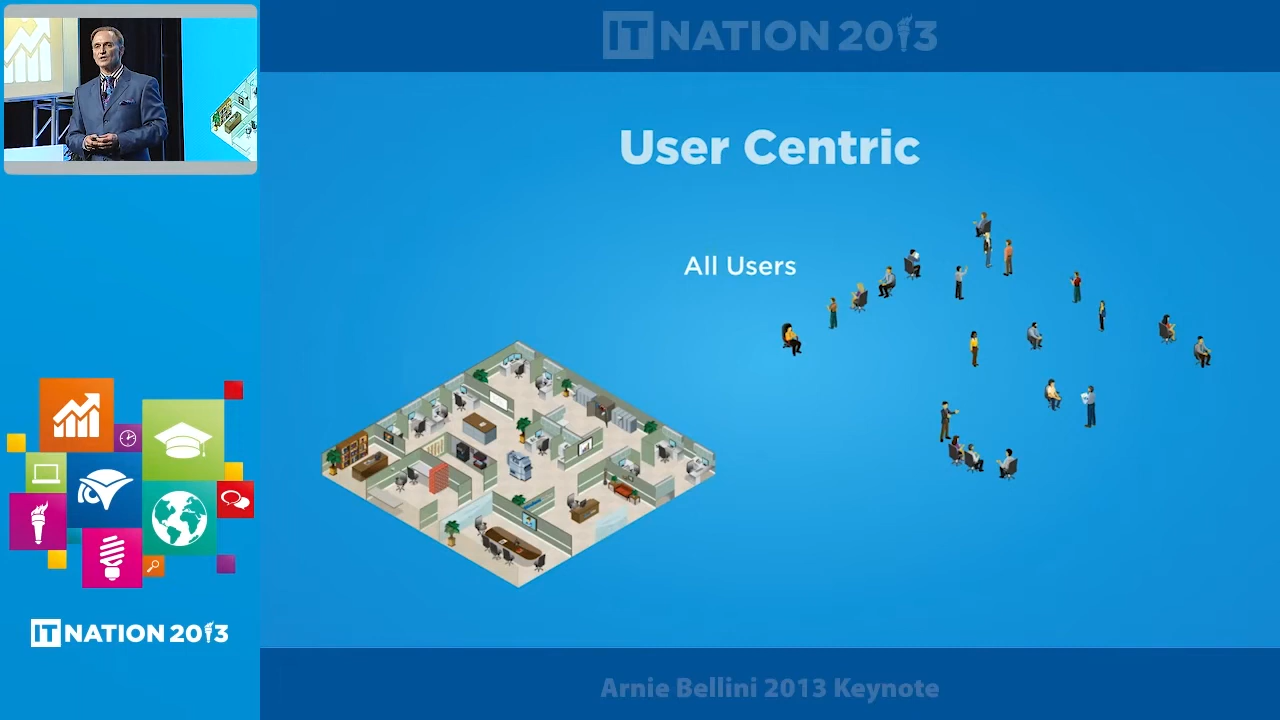 IT NATION 2013
User Centric
All Users
IT NATION 2013
Arnie Bellini 2013 Keynote